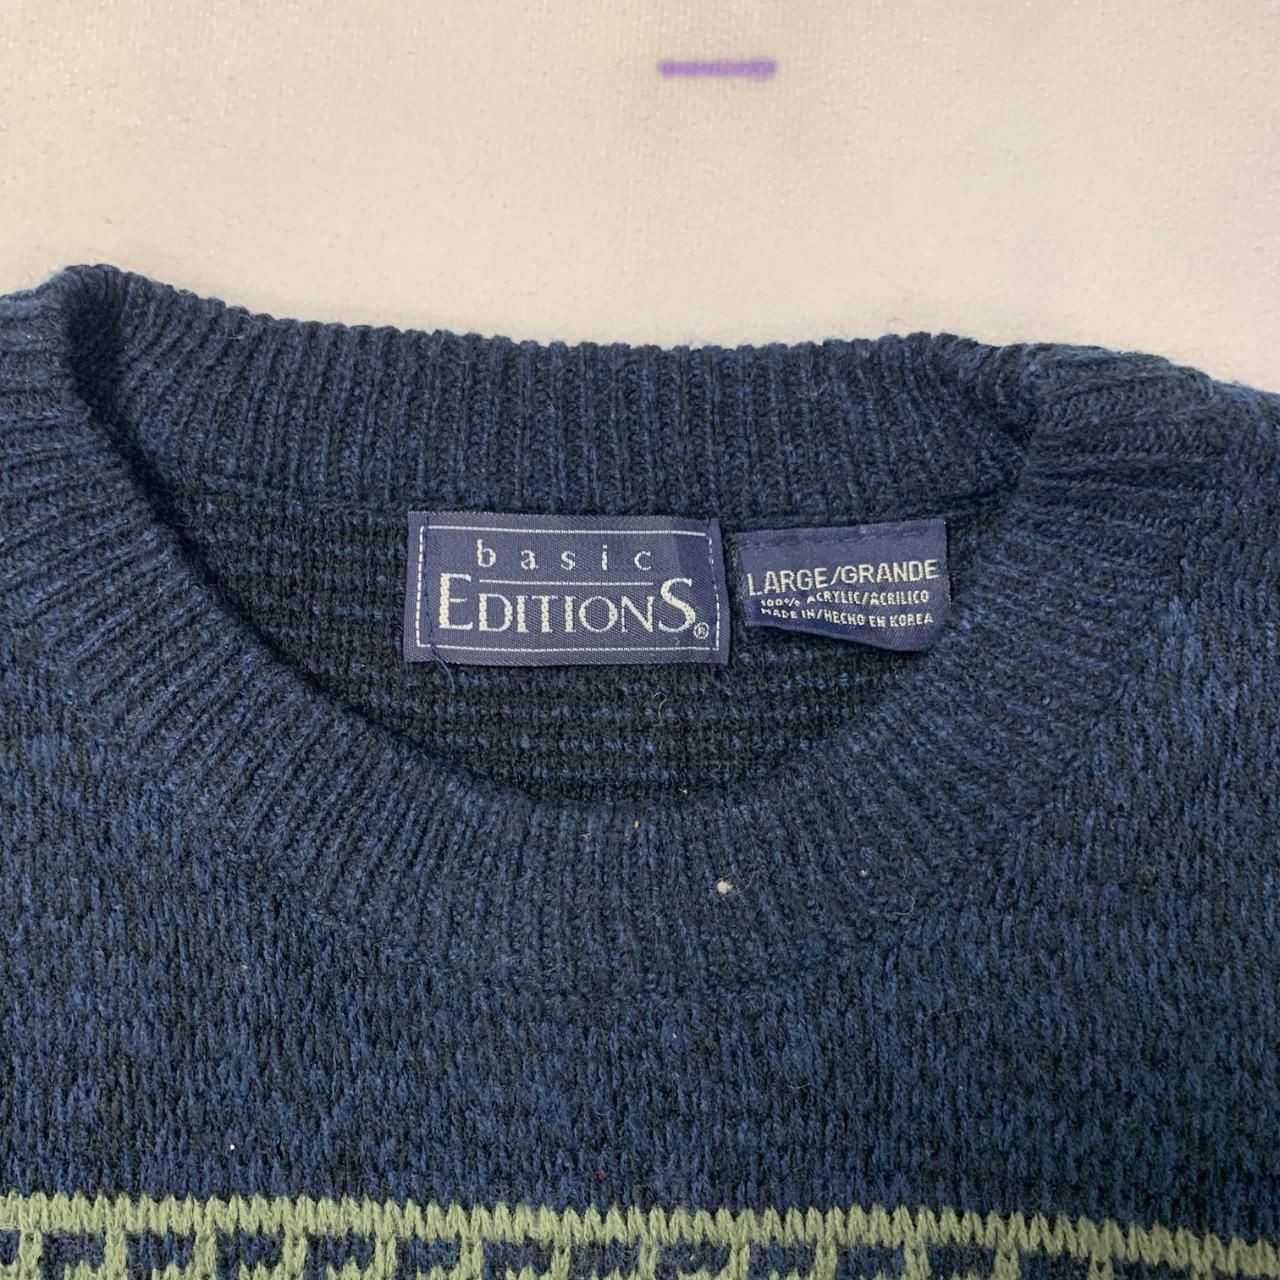 basic
EDITIONS®
LARGE/GRANDE
100% ACRYLIC/ACRILICO
MADE IN/HECHO EN KOREA